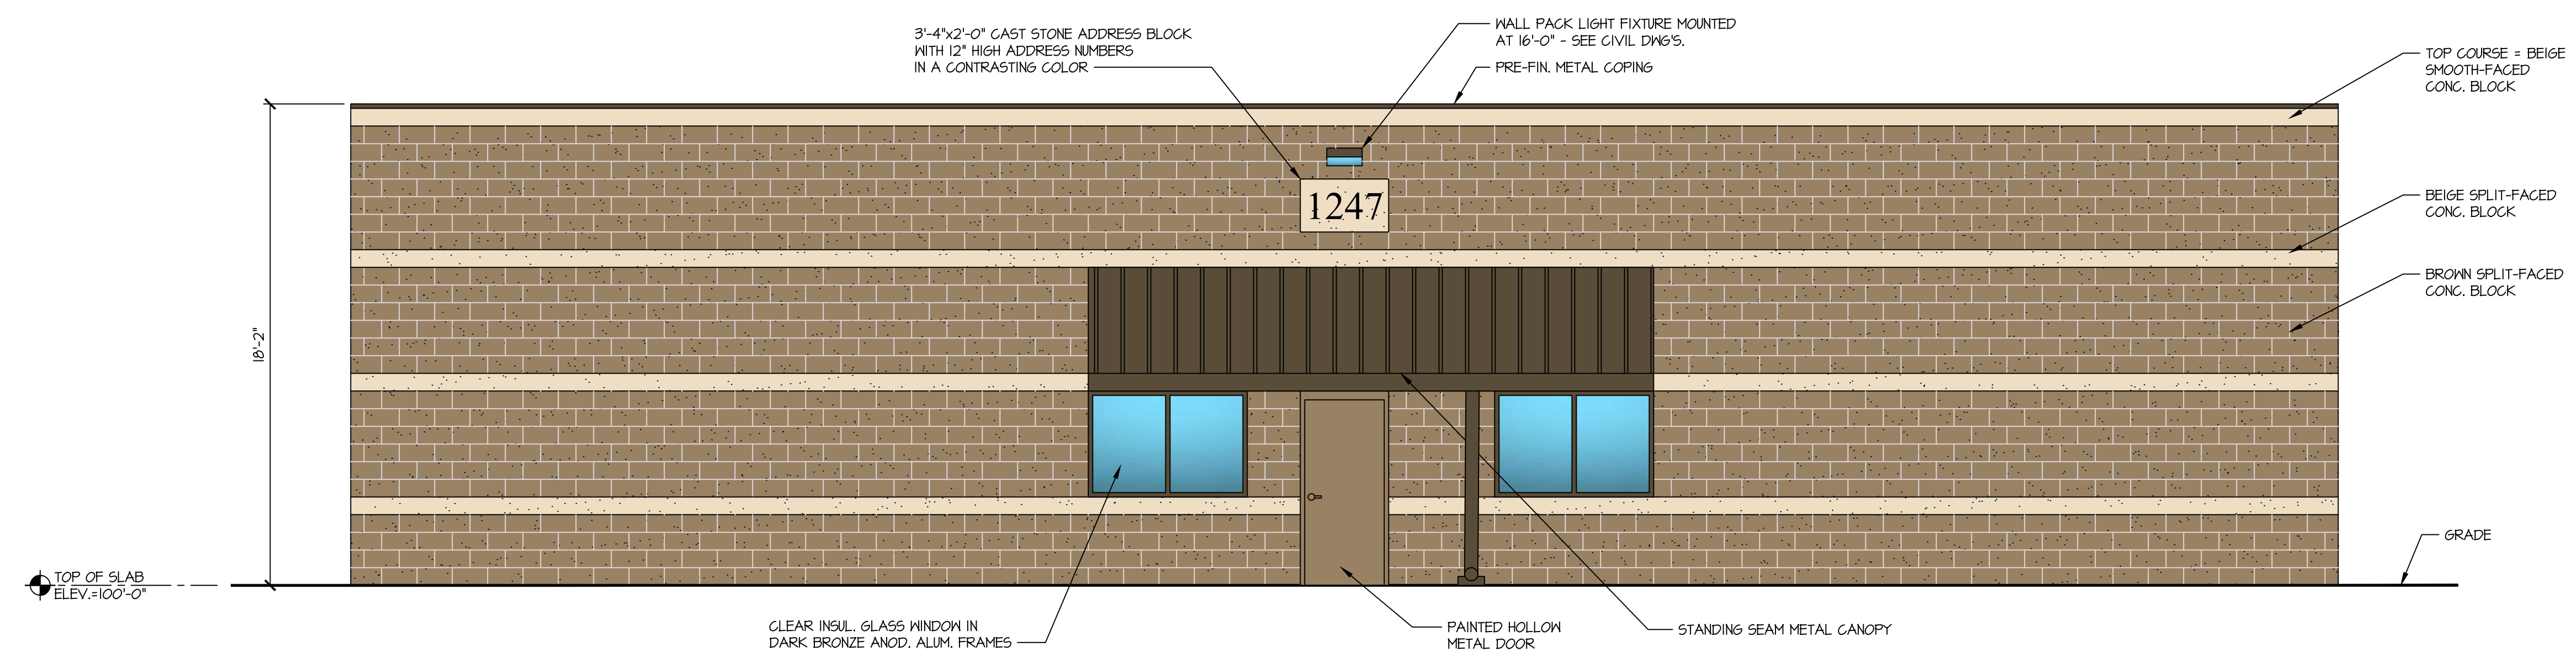 3'-4"x2'-0" CAST STONE ADDRESS BLOCK
WITH 12" HIGH ADDRESS NUMBERS
IN A CONTRASTING COLOR
WALL PACK LIGHT FIXTURE MOUNTED
AT 16'-0" - SEE CIVIL DWG'S.
PRE-FIN. METAL COPING
TOP COURSE = BEIGE
SMOOTH-FACED
CONC. BLOCK
1247
BEIGE SPLIT-FACED
CONC. BLOCK
BROWN SPLIT-FACED
CONC. BLOCK
18'-2"
GRADE
TOP OF SLAB
ELEV.=100'-0"
CLEAR INSUL. GLASS WINDOW IN
DARK BRONZE ANOD. ALUM. FRAMES
PAINTED HOLLOW
METAL DOOR
STANDING SEAM METAL CANOPY